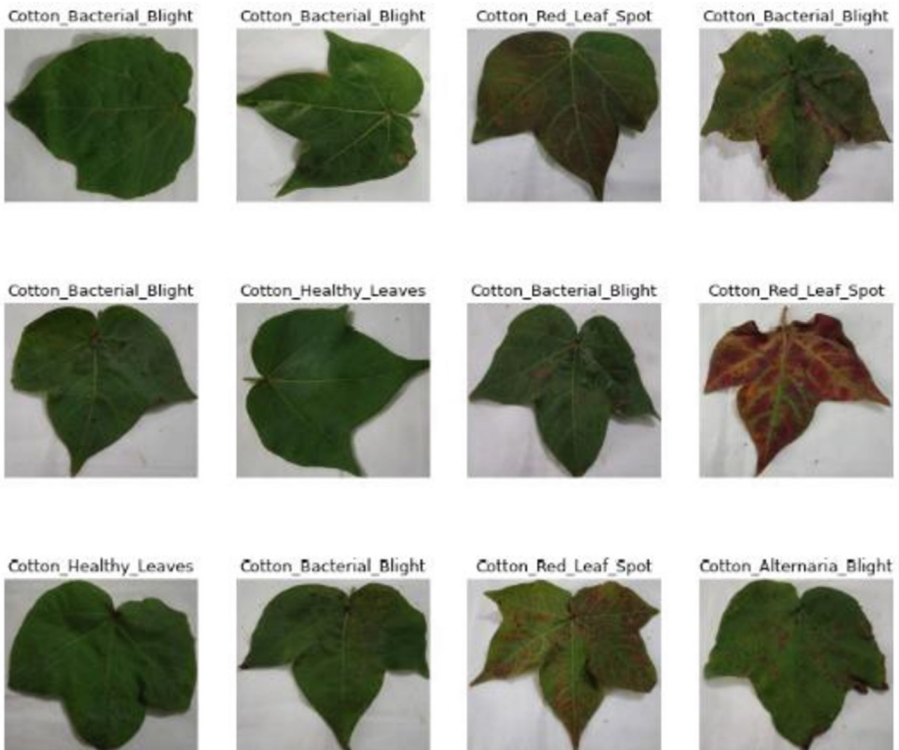 Cotton_Bacterial_Blight
Cotton_Bacterial_Blight
Cotton_Red_Leaf_Spot
Cotton_Bacterial_Blight
Cotton_Bacterial_Blight
Cotton_Healthy_Leaves
Cotton_Bacterial_Blight
Cotton_Red_Leaf_Spot
Cotton_Healthy_Leaves
Cotton_Bacterial_Blight
Cotton_Red_Leaf_Spot
Cotton_Alternaria_Blight